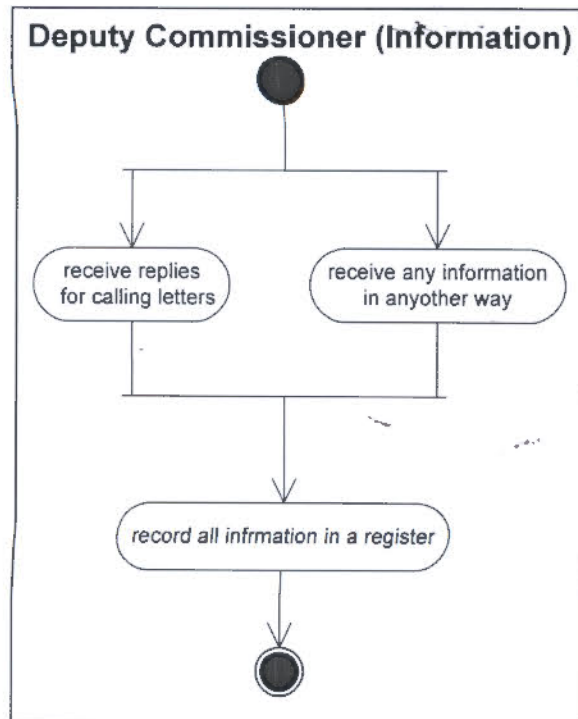 Deputy Commissioner (Information)
receive replies
for calling letters
receive any information
in anyother way
record all infrmation in a register